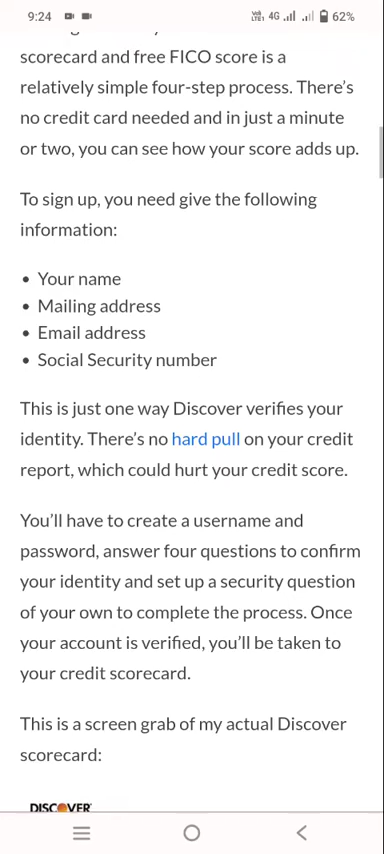 9:24 4G 62%
scorecard and free FICO score is a
relatively simple four-step process. There's
no credit card needed and in just a minute
or two, you can see how your score adds up.
To sign up, you need give the following
information:
• Your name
• Mailing address
• Email address
• Social Security number
This is just one way Discover verifies your
identity. There's no hard pull on your credit
report, which could hurt your credit score.
You'll have to create a username and
password, answer four questions to confirm
your identity and set up a security question
of your own to complete the process. Once
your account is verified, you'll be taken to
your credit scorecard.
This is a screen grab of my actual Discover
scorecard:
DISCOVER